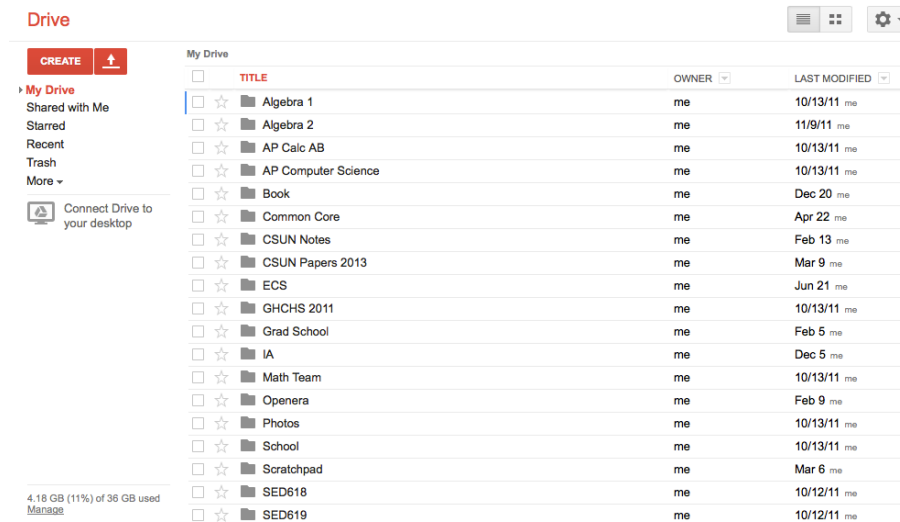 Drive
CREATE
My Drive
Shared with Me
Starred
Recent
Trash
More
Connect Drive to
your desktop
4.18 GB (11%) of 36 GB used
Manage
My Drive
TITLE OWNER LAST MODIFIED
Algebra 1 me 10/13/11 me
Algebra 2 me 11/9/11 me
AP Calc AB me 10/13/11 me
AP Computer Science me 10/13/11 me
Book me Dec 20 me
Common Core me Apr 22 me
CSUN Notes me Feb 13 me
CSUN Papers 2013 me Mar 9 me
ECS me Jun 21 me
GHCHS 2011 me 10/13/11 me
Grad School me Feb 5 me
IA me Dec 5 me
Math Team me 10/13/11 me
Openera me Feb 9 me
Photos me 10/13/11 me
School me 10/13/11 me
Scratchpad me Mar 6 me
SED618 me 10/12/11 me
SED619 me 10/12/11 me